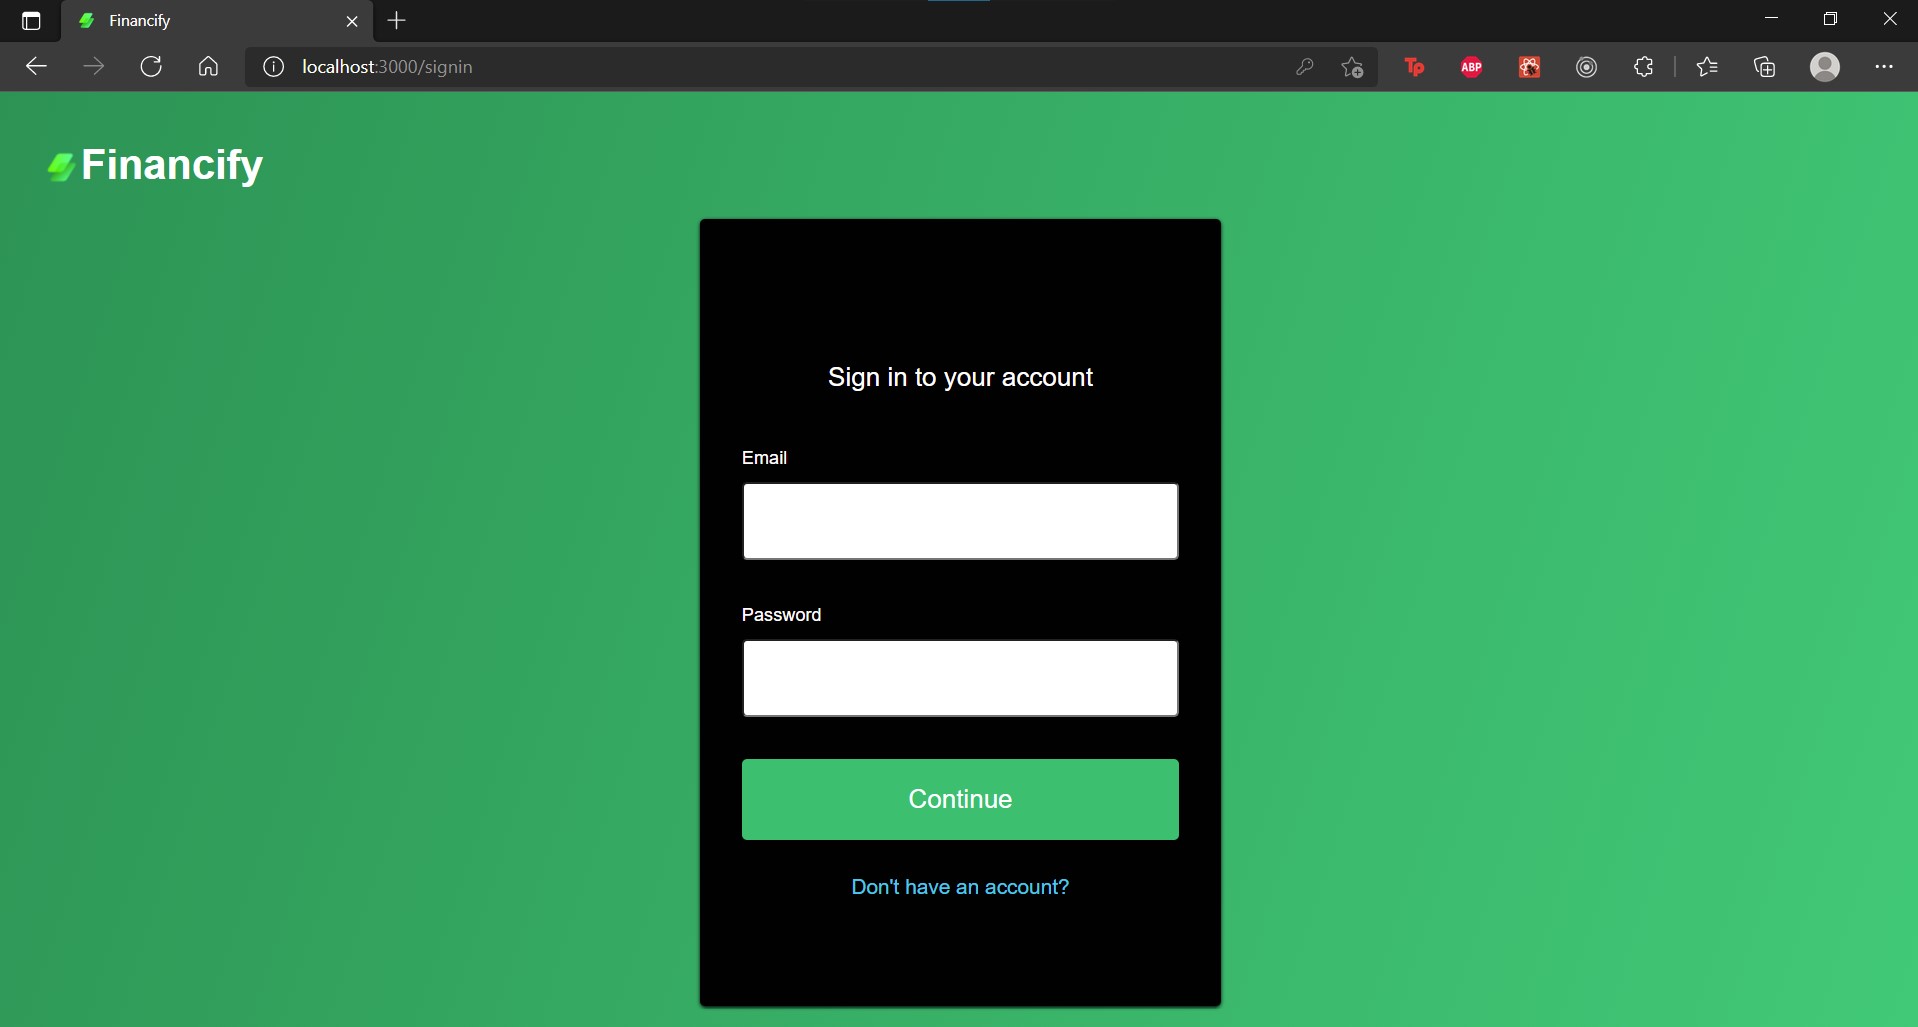 Financify
localhost:3000/signin
Tp
ABP
Financify
Sign in to your account
Email
Password
Continue
Don't have an account?